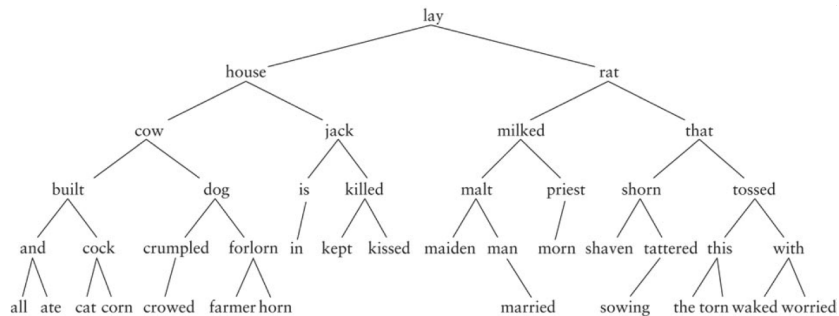 lay
house rat
cow jack milked that
built dog is killed malt priest shorn tossed
and cock crumpled forlorn in kept kissed maiden man morn shaven tattered this with
all ate cat corn crowed farmer horn married sowing the torn waked worried